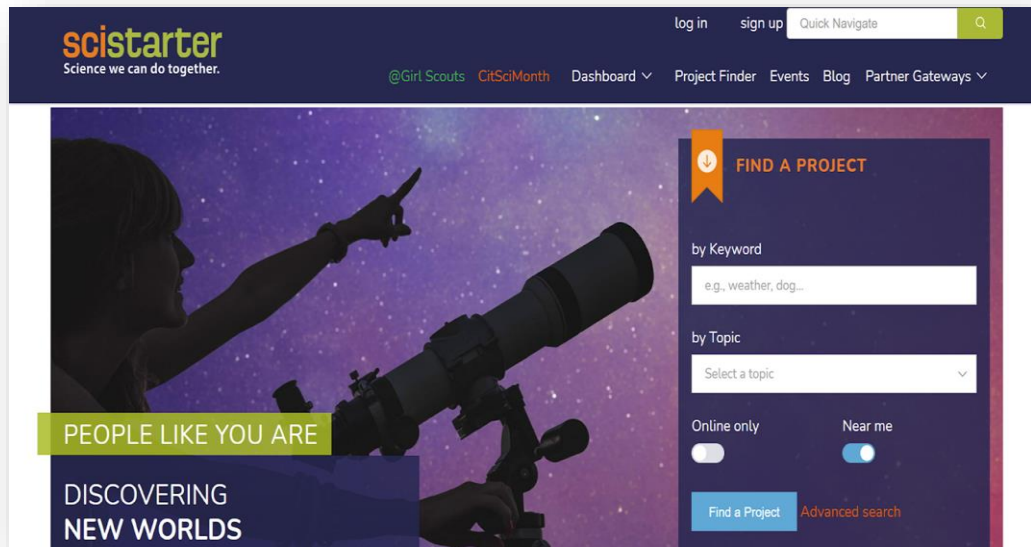 log in sign up Quick Navigate
scistarter
Science we can do together.
@Girl Scouts CitSciMonth Dashboard Project Finder Events Blog Partner Gateways
FIND A PROJECT
by Keyword
e.g., weather, dog...
by Topic
Select a topic
Online only Near me
Find a Project Advanced search
PEOPLE LIKE YOU ARE
DISCOVERING
NEW WORLDS